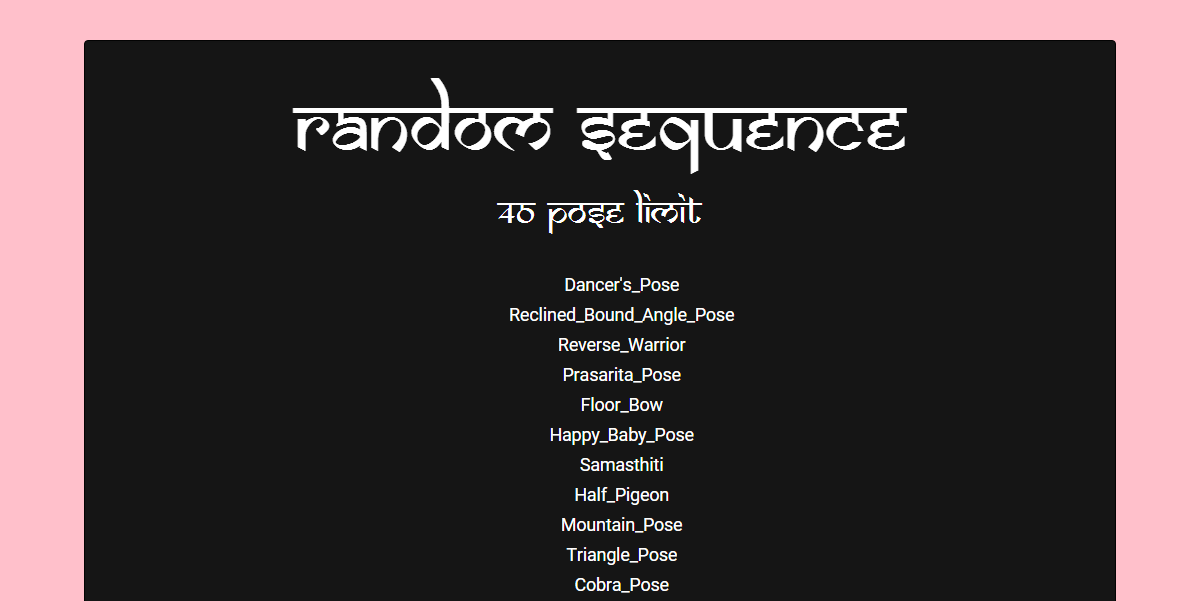 Random Sequence
40 Pose Limit
Dancer's_Pose
Reclined_Bound_Angle_Pose
Reverse_Warrior
Prasarita_Pose
Floor_Bow
Happy_Baby_Pose
Samasthiti
Half_Pigeon
Mountain_Pose
Triangle_Pose
Cobra_Pose